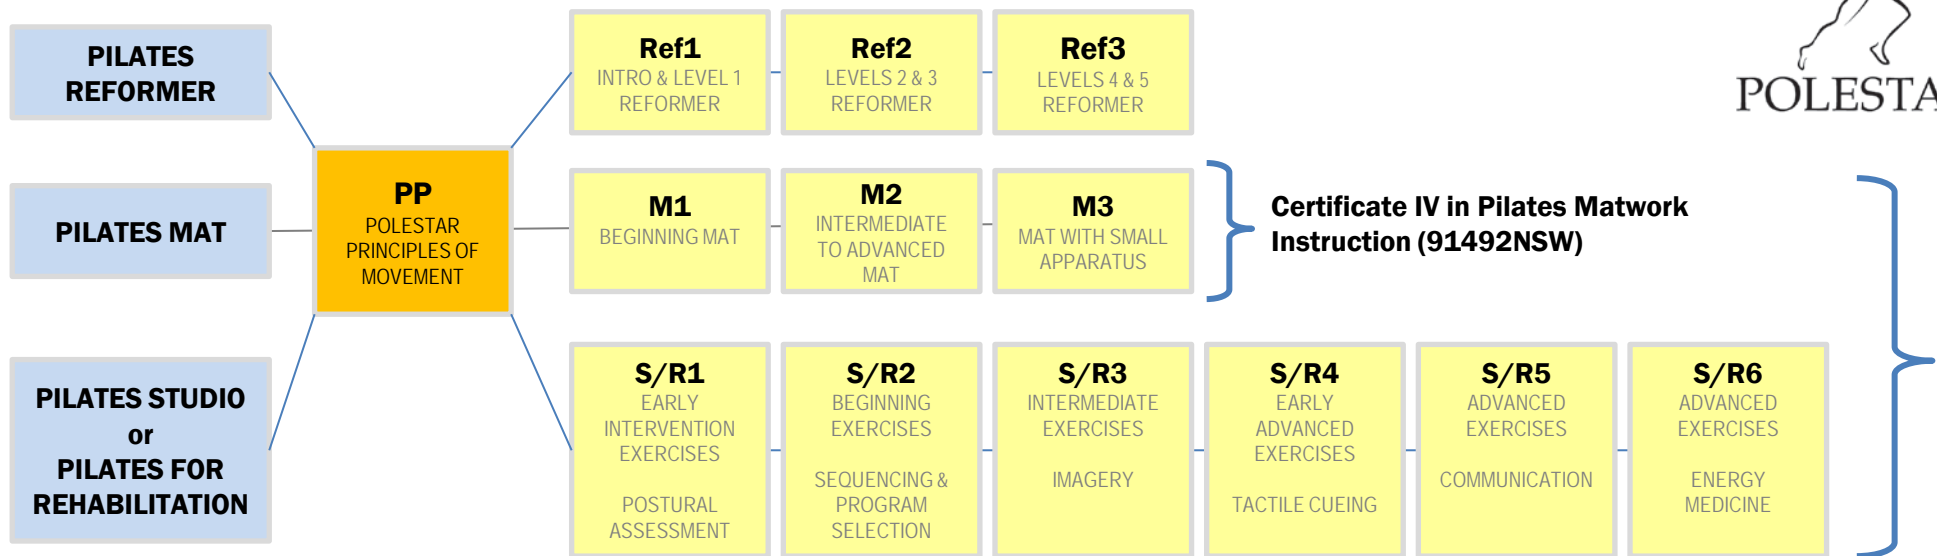 PILATES
REFORMER
Ref1
INTRO & LEVEL 1
REFORMER
Ref2
LEVELS 2 & 3
REFORMER
Ref3
LEVELS 4 & 5
REFORMER
POLESTA
PILATES MAT
PP
POLESTAR
PRINCIPLES OF
MOVEMENT
M1
BEGINNING MAT
M2
INTERMEDIATE
TO ADVANCED
MAT
M3
MAT WITH SMALL
APPARATUS
Certificate IV in Pilates Matwork
Instruction (91492NSW)
PILATES STUDIO
or
PILATES FOR
REHABILITATION
S/R1
EARLY
INTERVENTION
EXERCISES
POSTURAL
ASSESSMENT
S/R2
BEGINNING
EXERCISES
SEQUENCING &
PROGRAM
SELECTION
S/R3
INTERMEDIATE
EXERCISES
IMAGERY
S/R4
EARLY
ADVANCED
EXERCISES
TACTILE CUEING
S/R5
ADVANCED
EXERCISES
COMMUNICATION
S/R6
ADVANCED
EXERCISES
ENERGY
MEDICINE